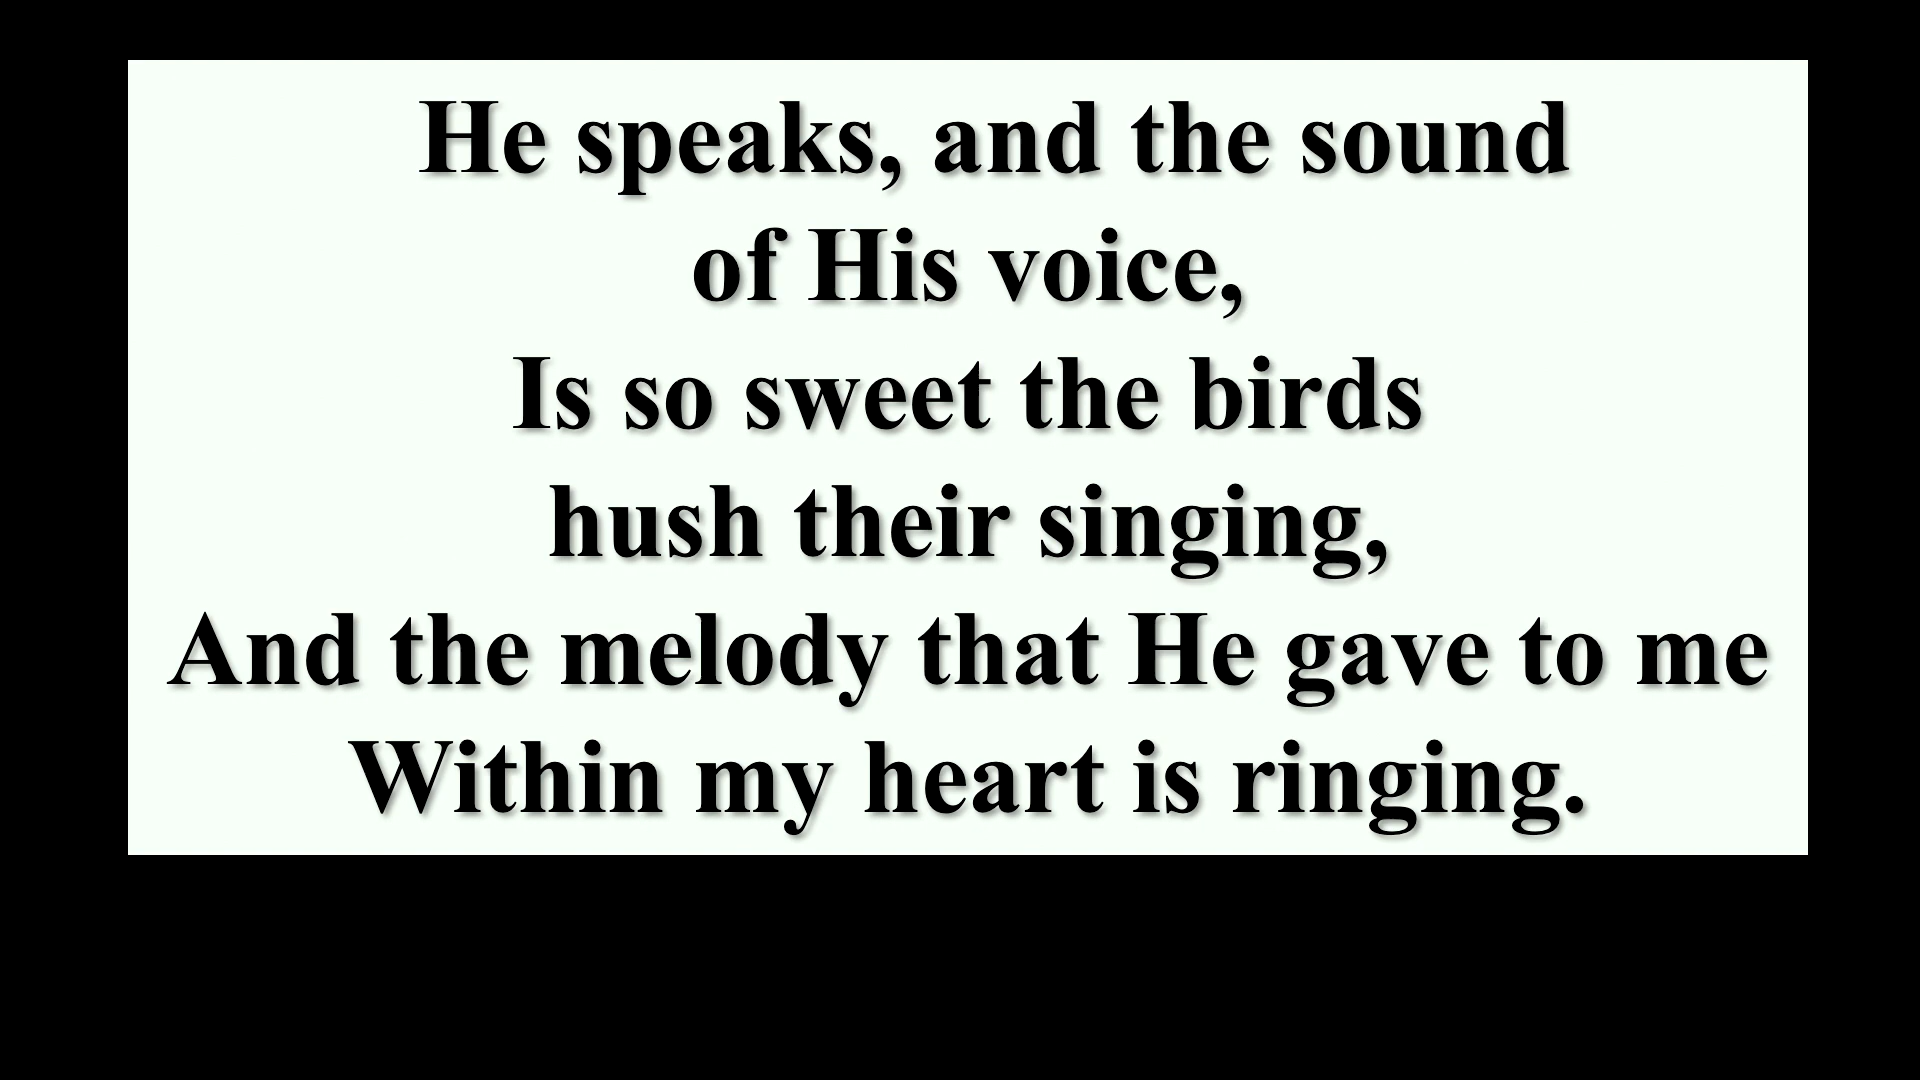 He speaks, and the sound
of His voice,
Is so sweet the birds
hush their singing,
And the melody that He gave to me
Within my heart is ringing.